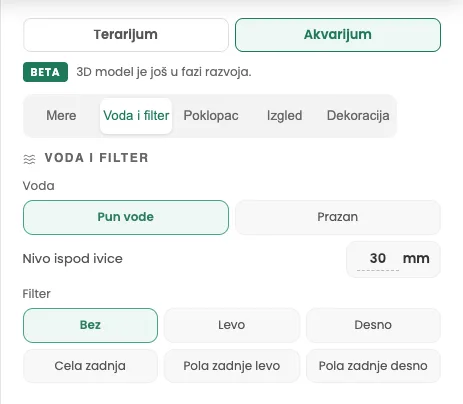 Terarijum Akvarijum
BETA 3D model je još u fazi razvoja.
Mere Voda i filter Poklopac Izgled Dekoracija
VODA I FILTER
Voda
Pun vode Prazan
Nivo ispod ivice 30 mm
Filter
Bez Levo Desno
Cela zadnja Pola zadnje levo Pola zadnje desno